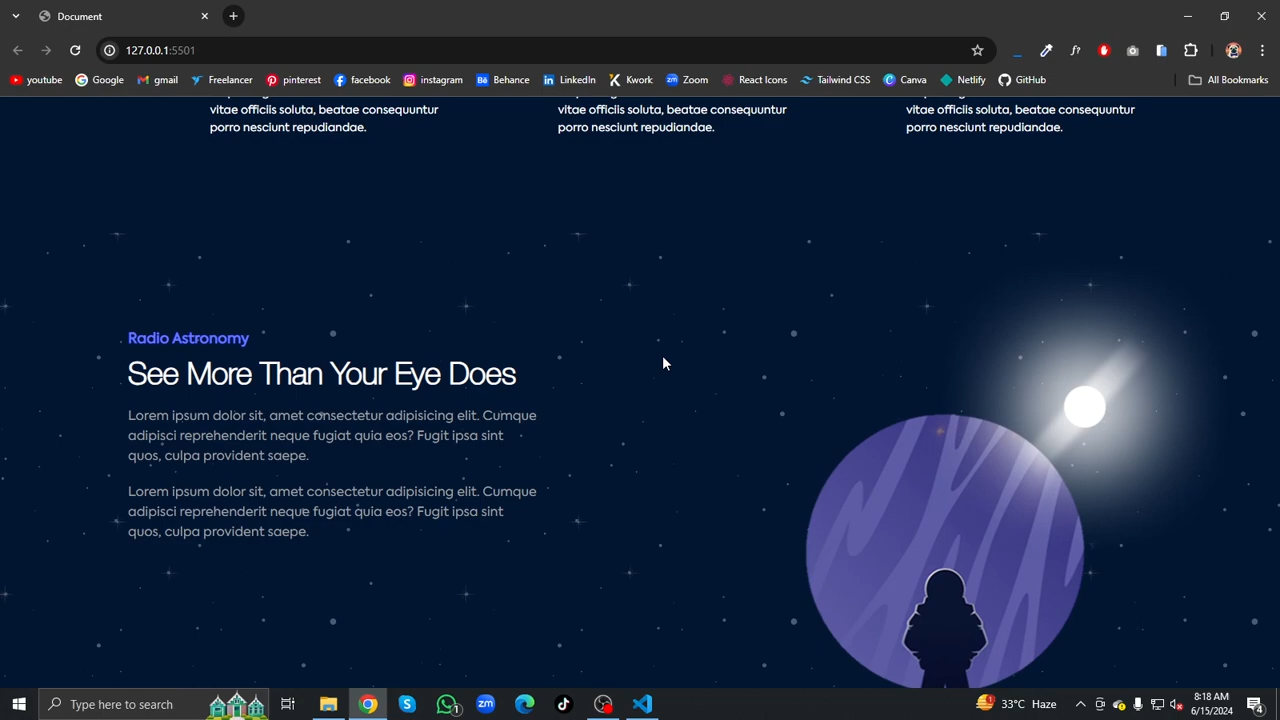 Document
127.0.0.1:5501
youtube Google gmail Freelancer pinterest facebook instagram Behance LinkedIn Kwork Zoom React Icons Tailwind CSS Canva Netlify GitHub All Bookmarks
vitae officiis soluta, beatae consequuntur
porro nesciunt repudiandae.
vitae officiis soluta, beatae consequuntur
porro nesciunt repudiandae.
vitae officiis soluta, beatae consequuntur
porro nesciunt repudiandae.
Radio Astronomy
See More Than Your Eye Does
Lorem ipsum dolor sit, amet consectetur adipisicing elit. Cumque
adipisci reprehenderit neque fugiat quia eos? Fugit ipsa sint
quos, culpa provident saepe.
Lorem ipsum dolor sit, amet consectetur adipisicing elit. Cumque
adipisci reprehenderit neque fugiat quia eos? Fugit ipsa sint
quos, culpa provident saepe.
Type here to search
33°C Haze
8:18 AM
6/15/2024